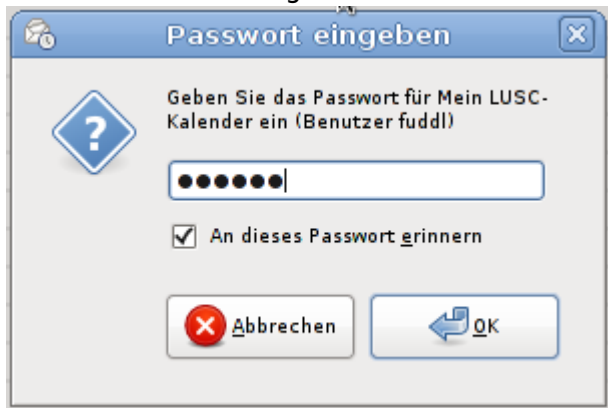 Passwort eingeben
Geben Sie das Passwort für Mein LUSC-
Kalender ein (Benutzer fuddl)
●●●●●●
An dieses Passwort erinnern
Abbrechen
OK